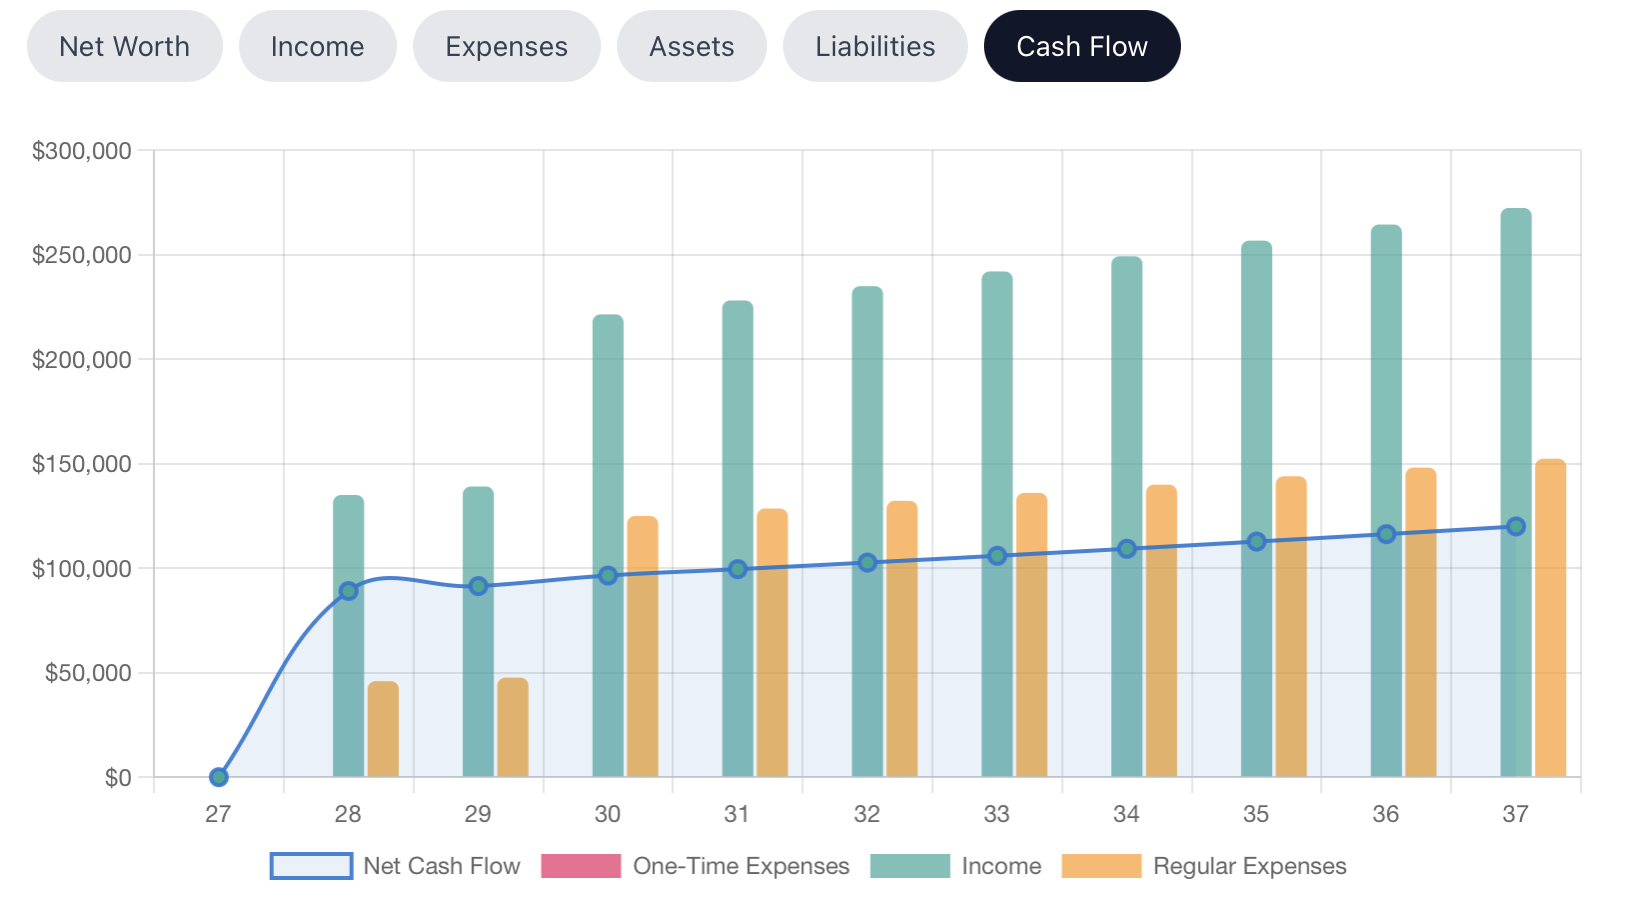 Net Worth Income Expenses Assets Liabilities Cash Flow
$300,000
$250,000
$200,000
$150,000
$100,000
$50,000
$0
27 28 29 30 31 32 33 34 35 36 37
Net Cash Flow One-Time Expenses Income Regular Expenses